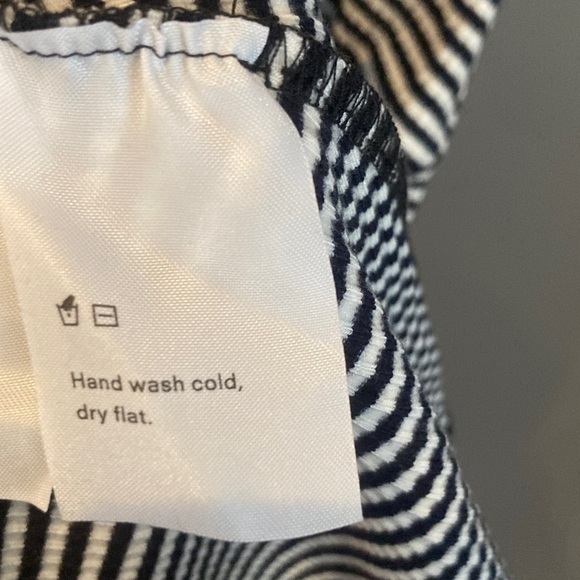 Hand wash cold,
dry flat.